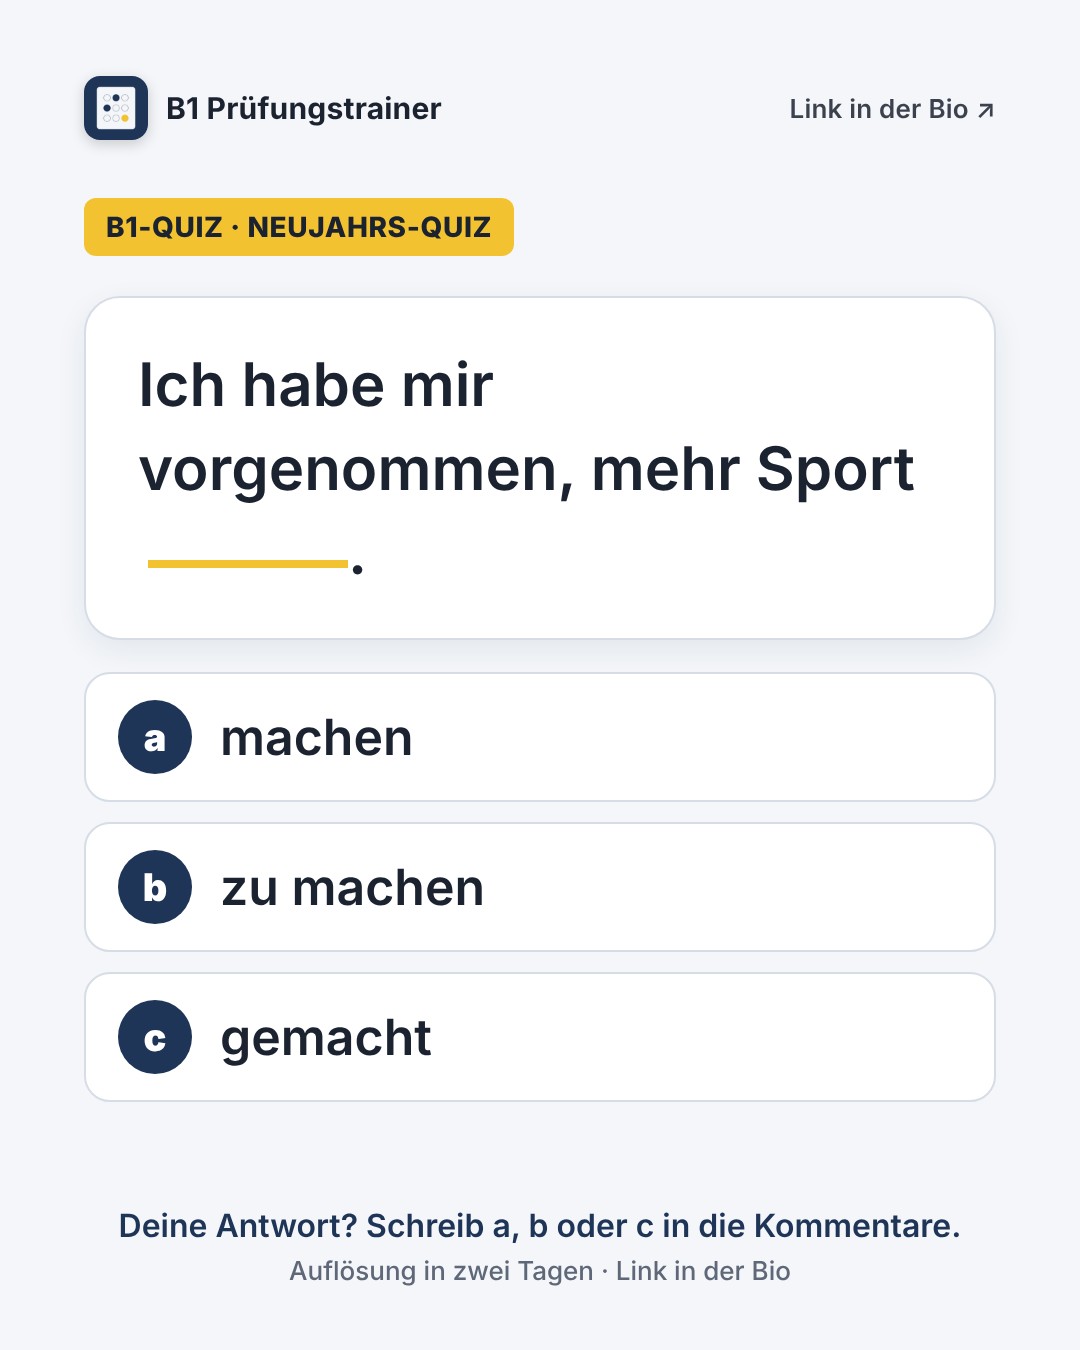 B1 Prüfungstrainer
Link in der Bio ↗
B1-QUIZ · NEUJAHRS-QUIZ
Ich habe mir
vorgenommen, mehr Sport
_______.
a machen
b zu machen
c gemacht
Deine Antwort? Schreib a, b oder c in die Kommentare.
Auflösung in zwei Tagen · Link in der Bio